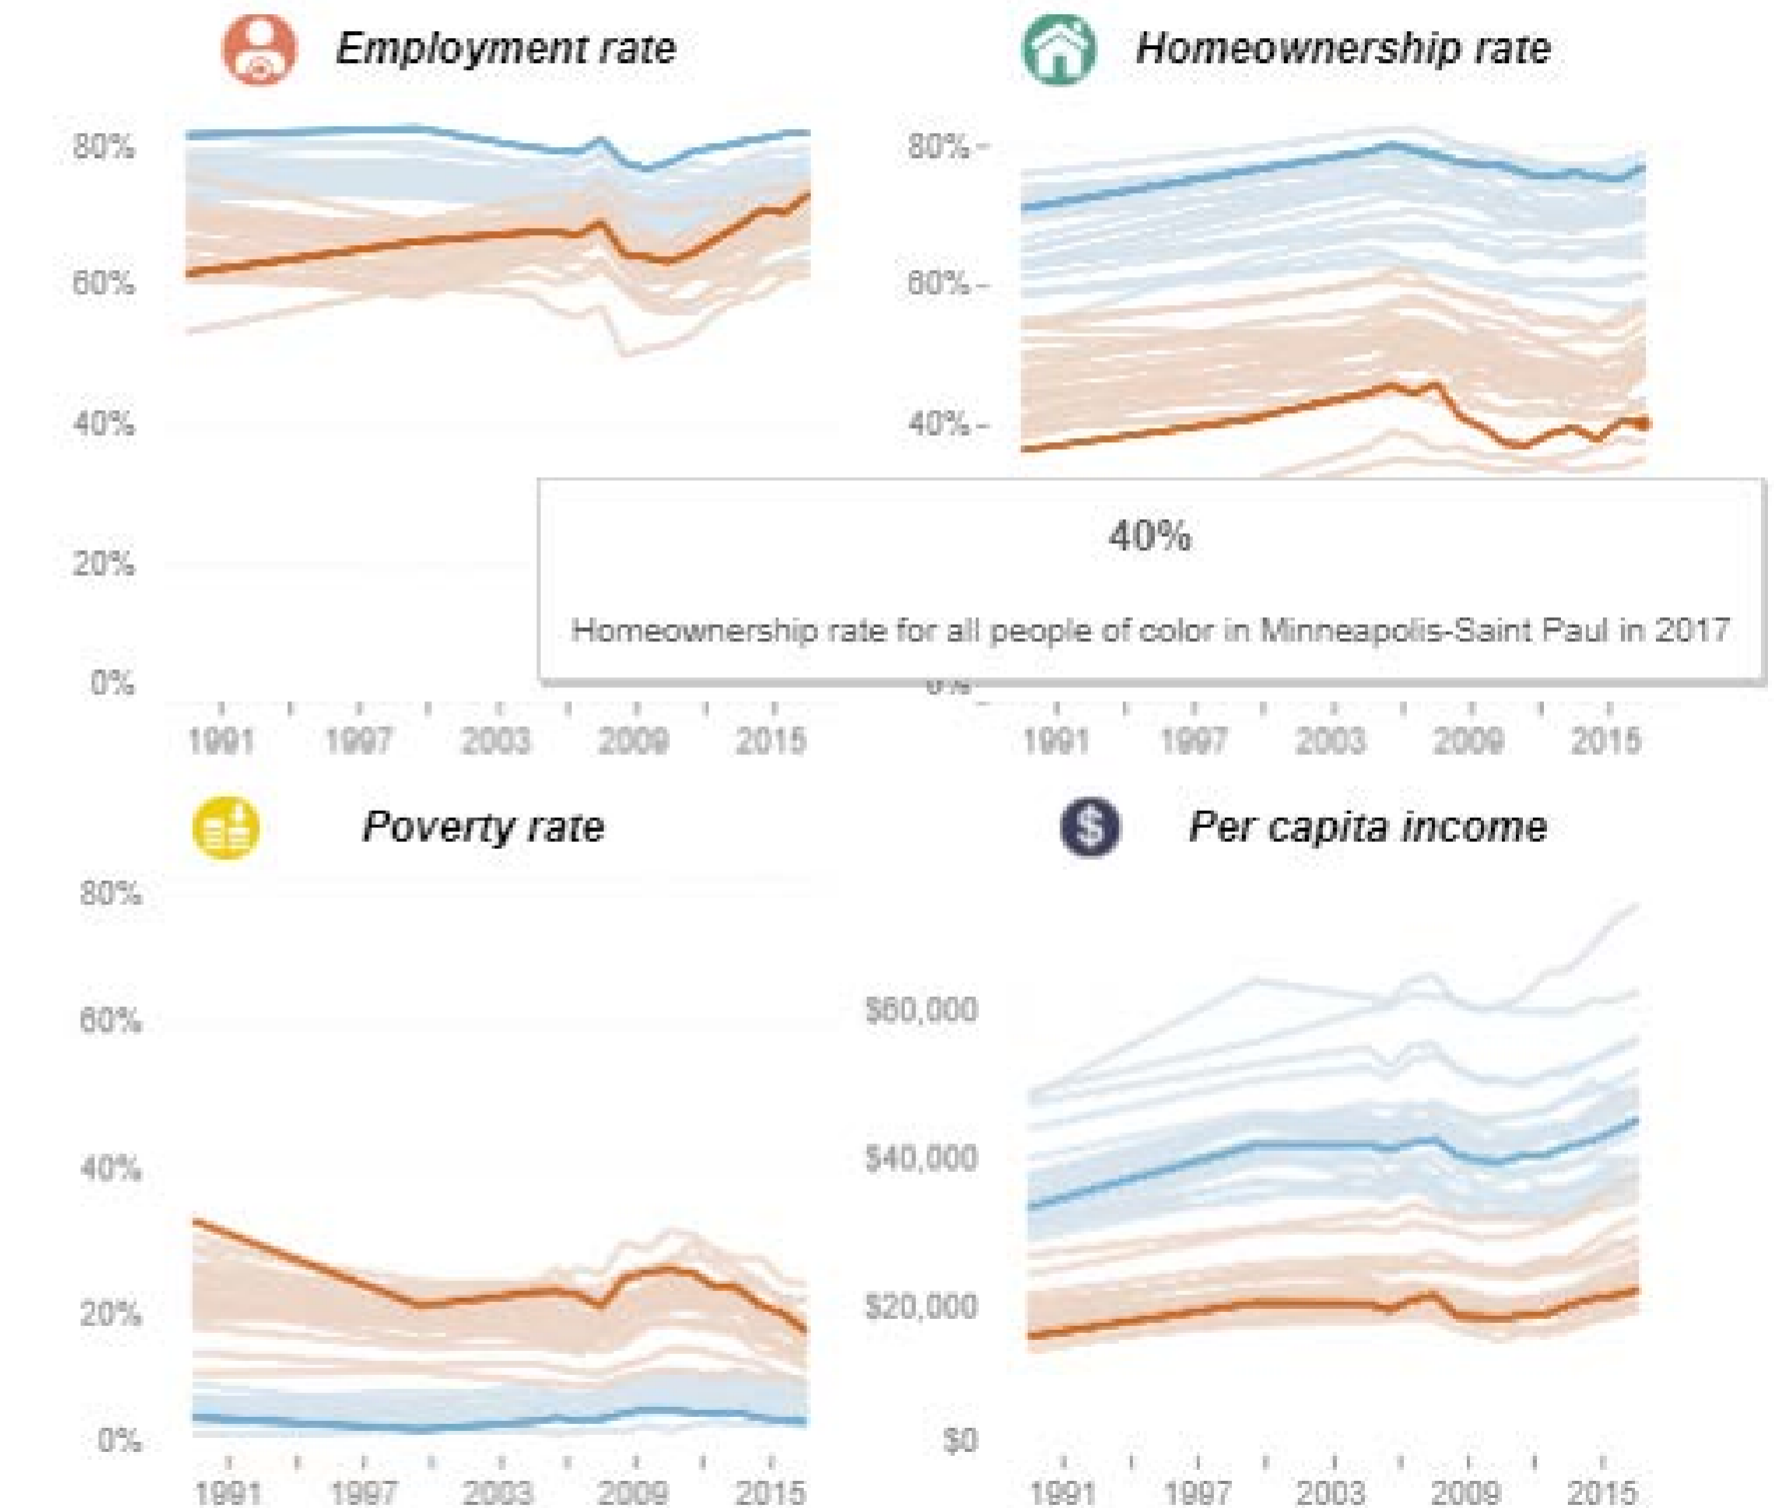 Employment rate
Homeownership rate
80%
60%
40%
20%
0%
1991 1997 2003 2009 2015
80%
60%
40%
0%
1991 1997 2003 2009 2015
40%
Homeownership rate for all people of color in Minneapolis-Saint Paul in 2017
Poverty rate
Per capita income
80%
60%
40%
20%
0%
1991 1997 2003 2009 2015
$60,000
$40,000
$20,000
$0
1991 1997 2003 2009 2015
$